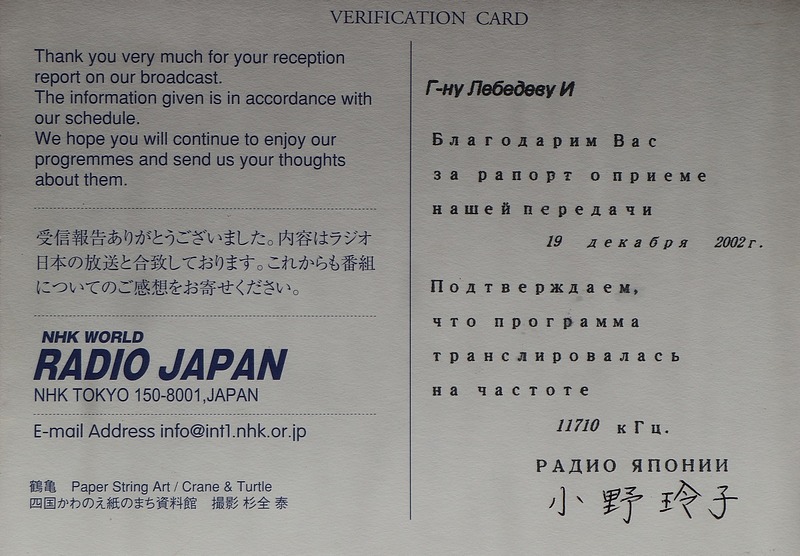 VERIFICATION CARD
Thank you very much for your reception
report on our broadcast.
The information given is in accordance with
our schedule.
We hope you will continue to enjoy our
progremmes and send us your thoughts
about them.
受信報告ありがとうございました。内容はラジオ
日本の放送と合致しております。これからも番組
についてのご感想をお寄せください。
NHK WORLD
RADIO JAPAN
NHK TOKYO 150-8001,JAPAN
E-mail Address info@int1.nhk.or.jp
鶴亀 Paper String Art / Crane & Turtle
四国かわのえ紙のまち資料館 撮影 杉全 泰
Г-ну Лебедеву И
Благодарим Вас
за рапорт о приеме
нашей передачи
19 декабря 2002г.
Подтверждаем,
что программа
транслировалась
на частоте
11710 кГц.
РАДИО ЯПОНИИ
小野 玲子